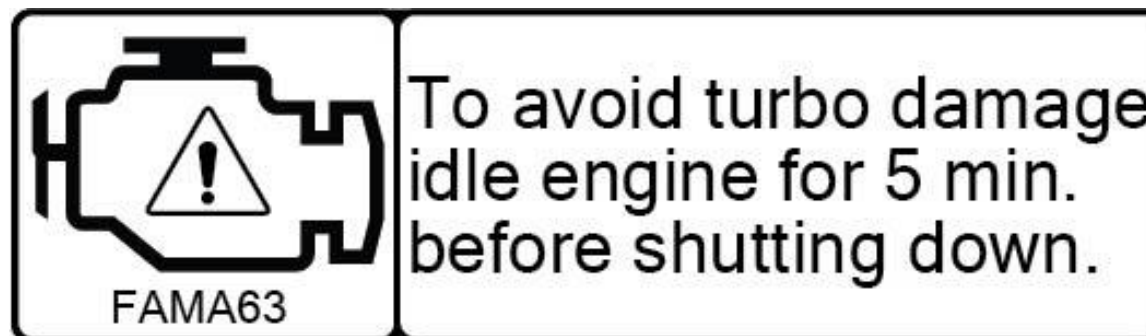 FAMA63
To avoid turbo damage
idle engine for 5 min.
before shutting down.